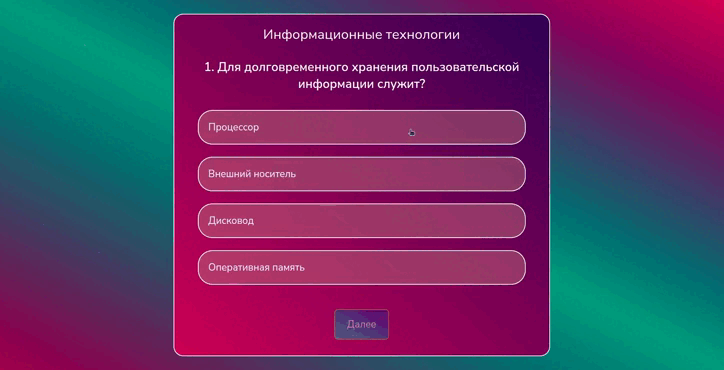 Информационные технологии
1. Для долговременного хранения пользовательской
информации служит?
Процессор
Внешний носитель
Дисковод
Оперативная память
Далее